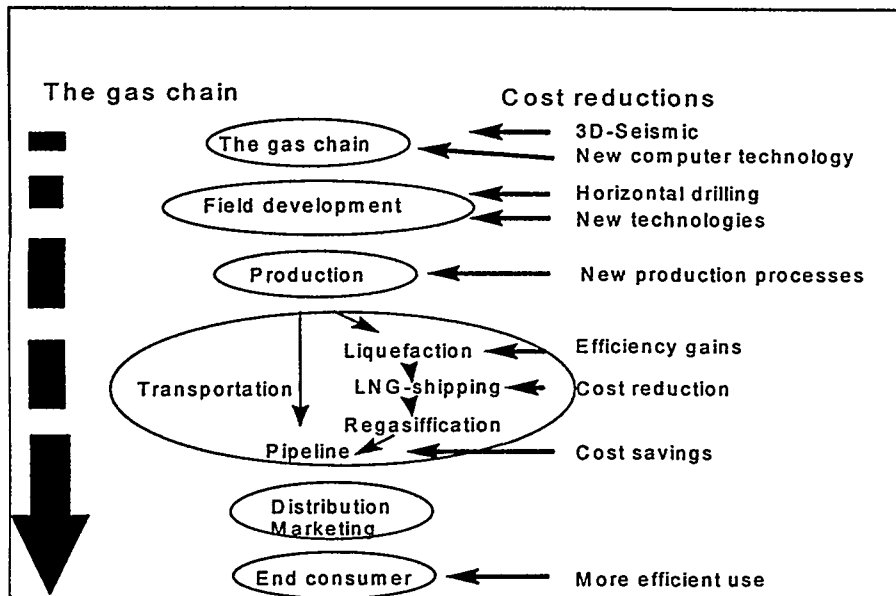 The gas chain
Cost reductions
The gas chain
3D-Seismic
New computer technology
Field development
Horizontal drilling
New technologies
Production
New production processes
Liquefaction
Efficiency gains
Transportation
LNG-shipping
Cost reduction
Regasiffication
Pipeline
Cost savings
Distribution
Marketing
End consumer
More efficient use